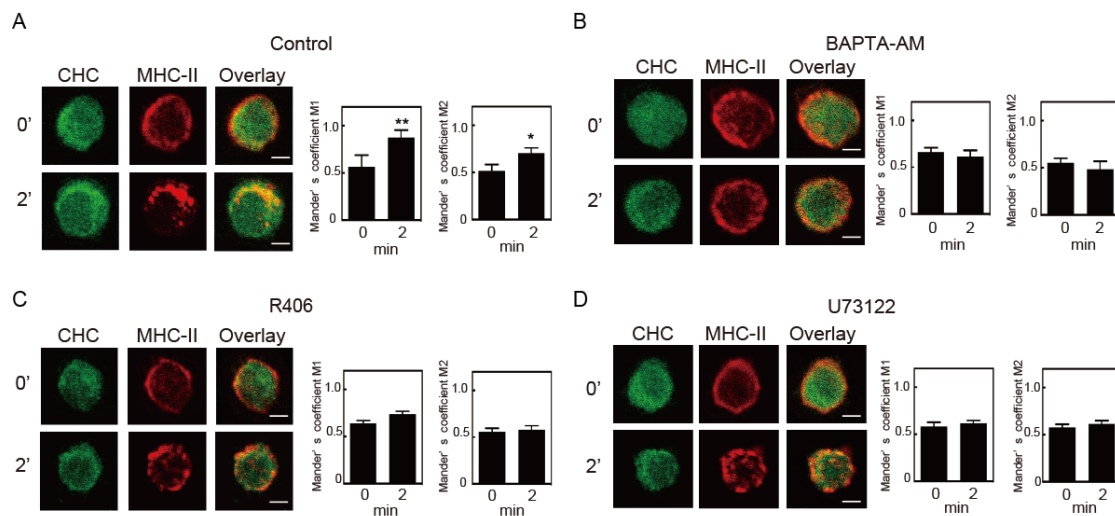 A
Control
CHC MHC-II Overlay
0'
2'
Mander' s coefficient M1
1.0
0.5
0
**
0 2
min
Mander' s coefficient M2
1.0
0.5
0
*
0 2
min
B
BAPTA-AM
CHC MHC-II Overlay
0'
2'
Mander' s coefficient M1
1.0
0.5
0
0 2
min
Mander' s coefficient M2
1.0
0.5
0
0 2
min
C
R406
CHC MHC-II Overlay
0'
2'
Mander' s coefficient M1
1.0
0.5
0
0 2
min
Mander' s coefficient M2
1.0
0.5
0
0 2
min
D
U73122
CHC MHC-II Overlay
0'
2'
Mander' s coefficient M1
1.0
0.5
0
0 2
min
Mander' s coefficient M2
1.0
0.5
0
0 2
min